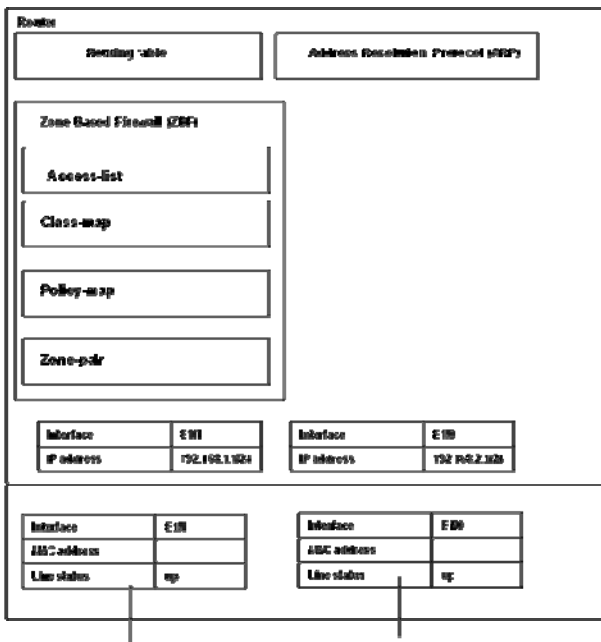 Router
Routing table
Address Resolution Protocol (ARP)
Zone Based Firewall (ZBF)
Access-list
Class-map
Policy-map
Zone-pair
Interface
IP address
Interface
IP address
Interface
MAC address
Line status up
Interface
MAC address
Line status up